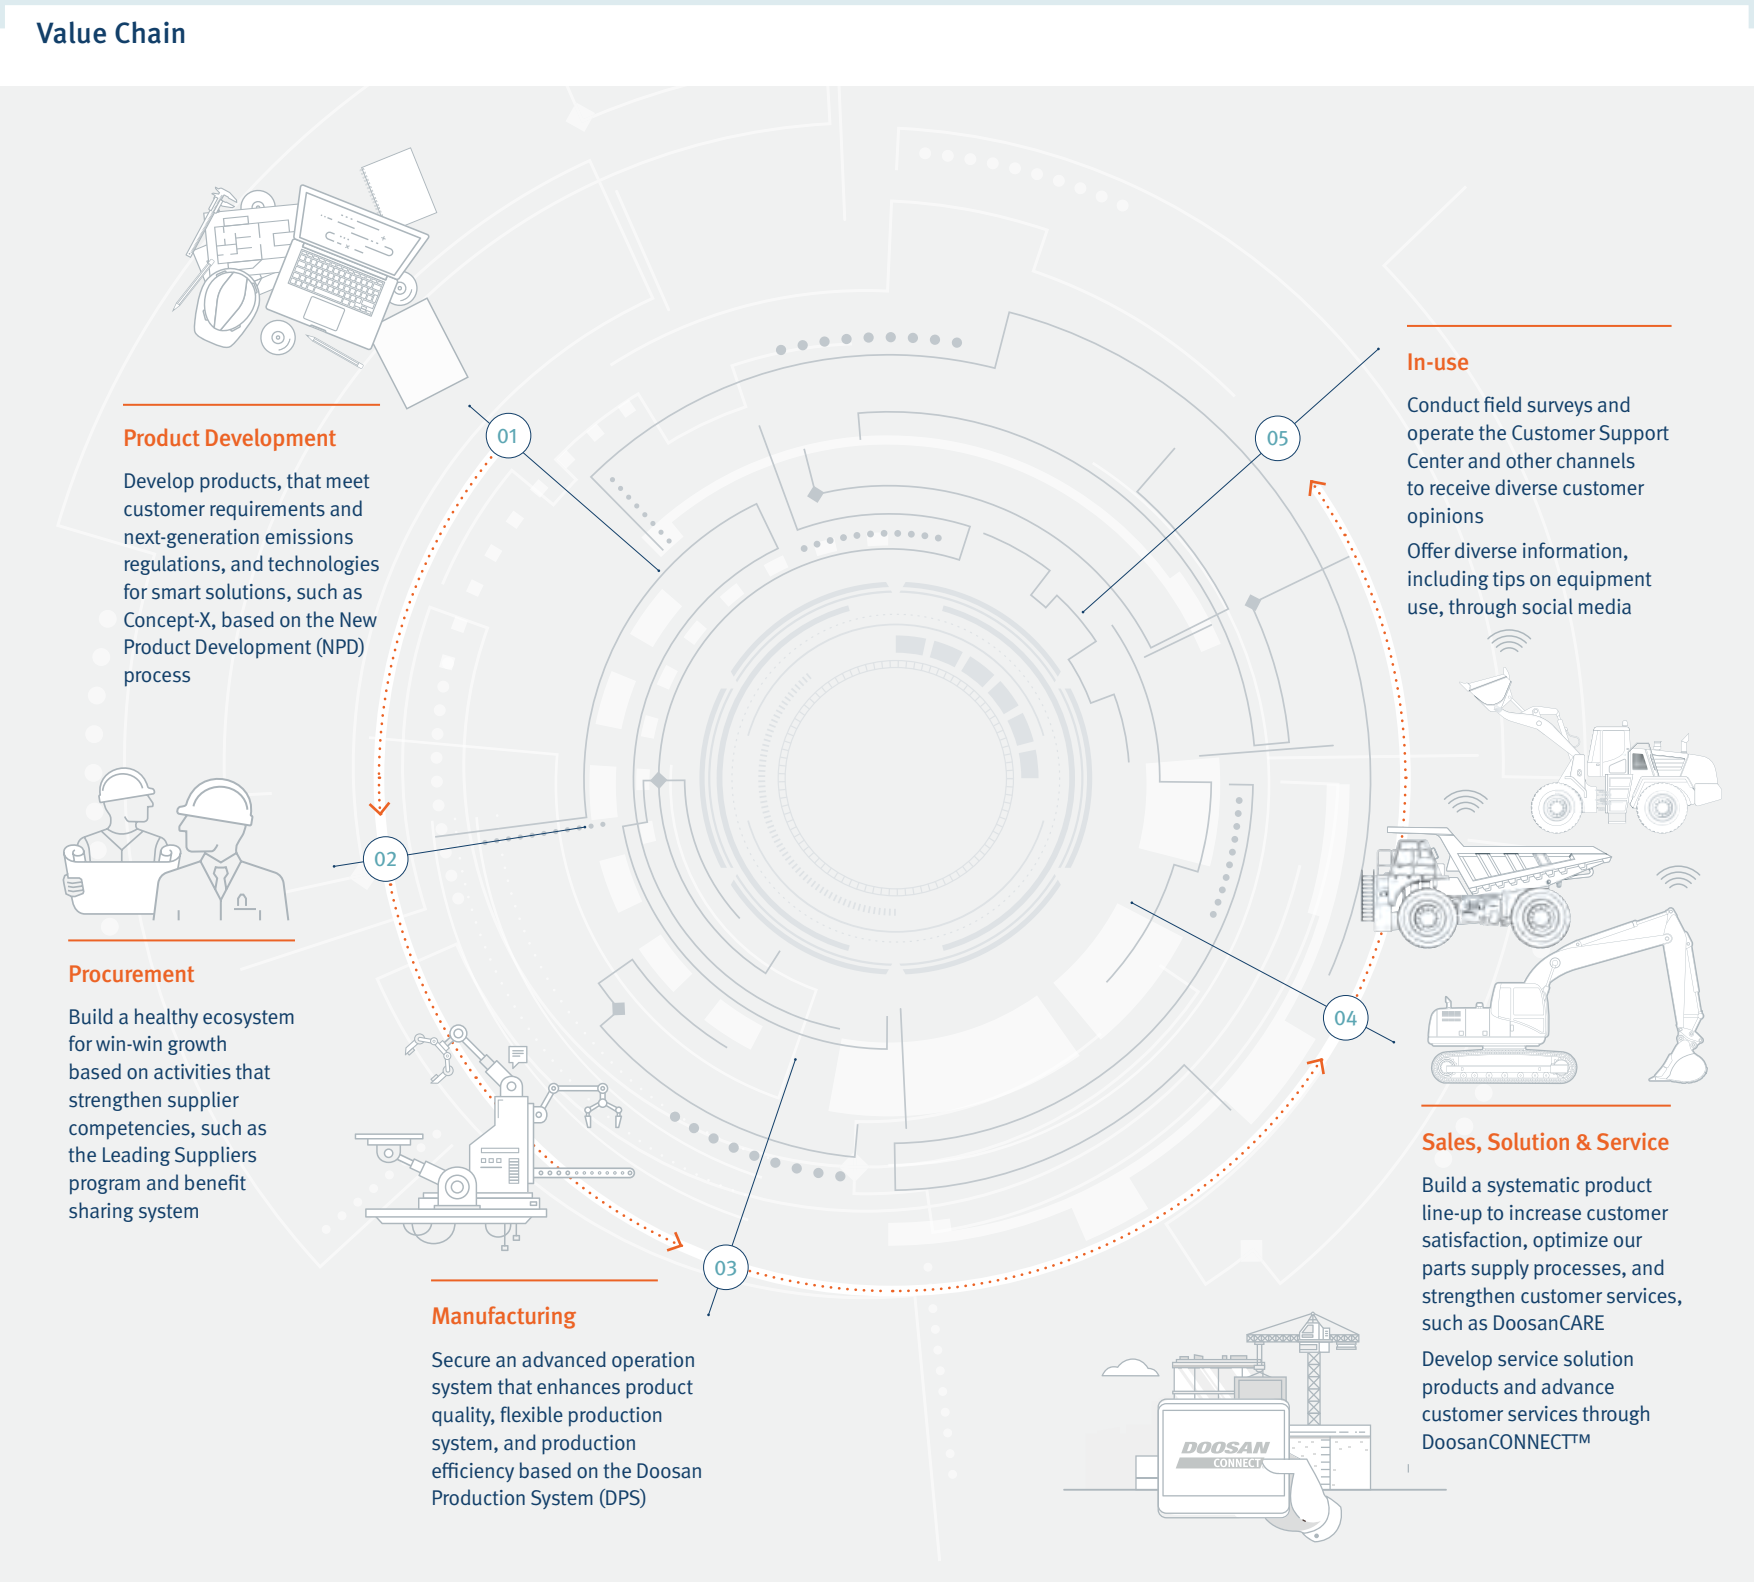 Value Chain
01
Product Development
Develop products, that meet
customer requirements and
next-generation emissions
regulations, and technologies
for smart solutions, such as
Concept-X, based on the New
Product Development (NPD)
process
02
Procurement
Build a healthy ecosystem
for win-win growth
based on activities that
strengthen supplier
competencies, such as
the Leading Suppliers
program and benefit
sharing system
03
Manufacturing
Secure an advanced operation
system that enhances product
quality, flexible production
system, and production
efficiency based on the Doosan
Production System (DPS)
04
Sales, Solution & Service
Build a systematic product
line-up to increase customer
satisfaction, optimize our
parts supply processes, and
strengthen customer services,
such as DoosanCARE
Develop service solution
products and advance
customer services through
DoosanCONNECT™
DOOSAN
CONNECT
05
In-use
Conduct field surveys and
operate the Customer Support
Center and other channels
to receive diverse customer
opinions
Offer diverse information,
including tips on equipment
use, through social media